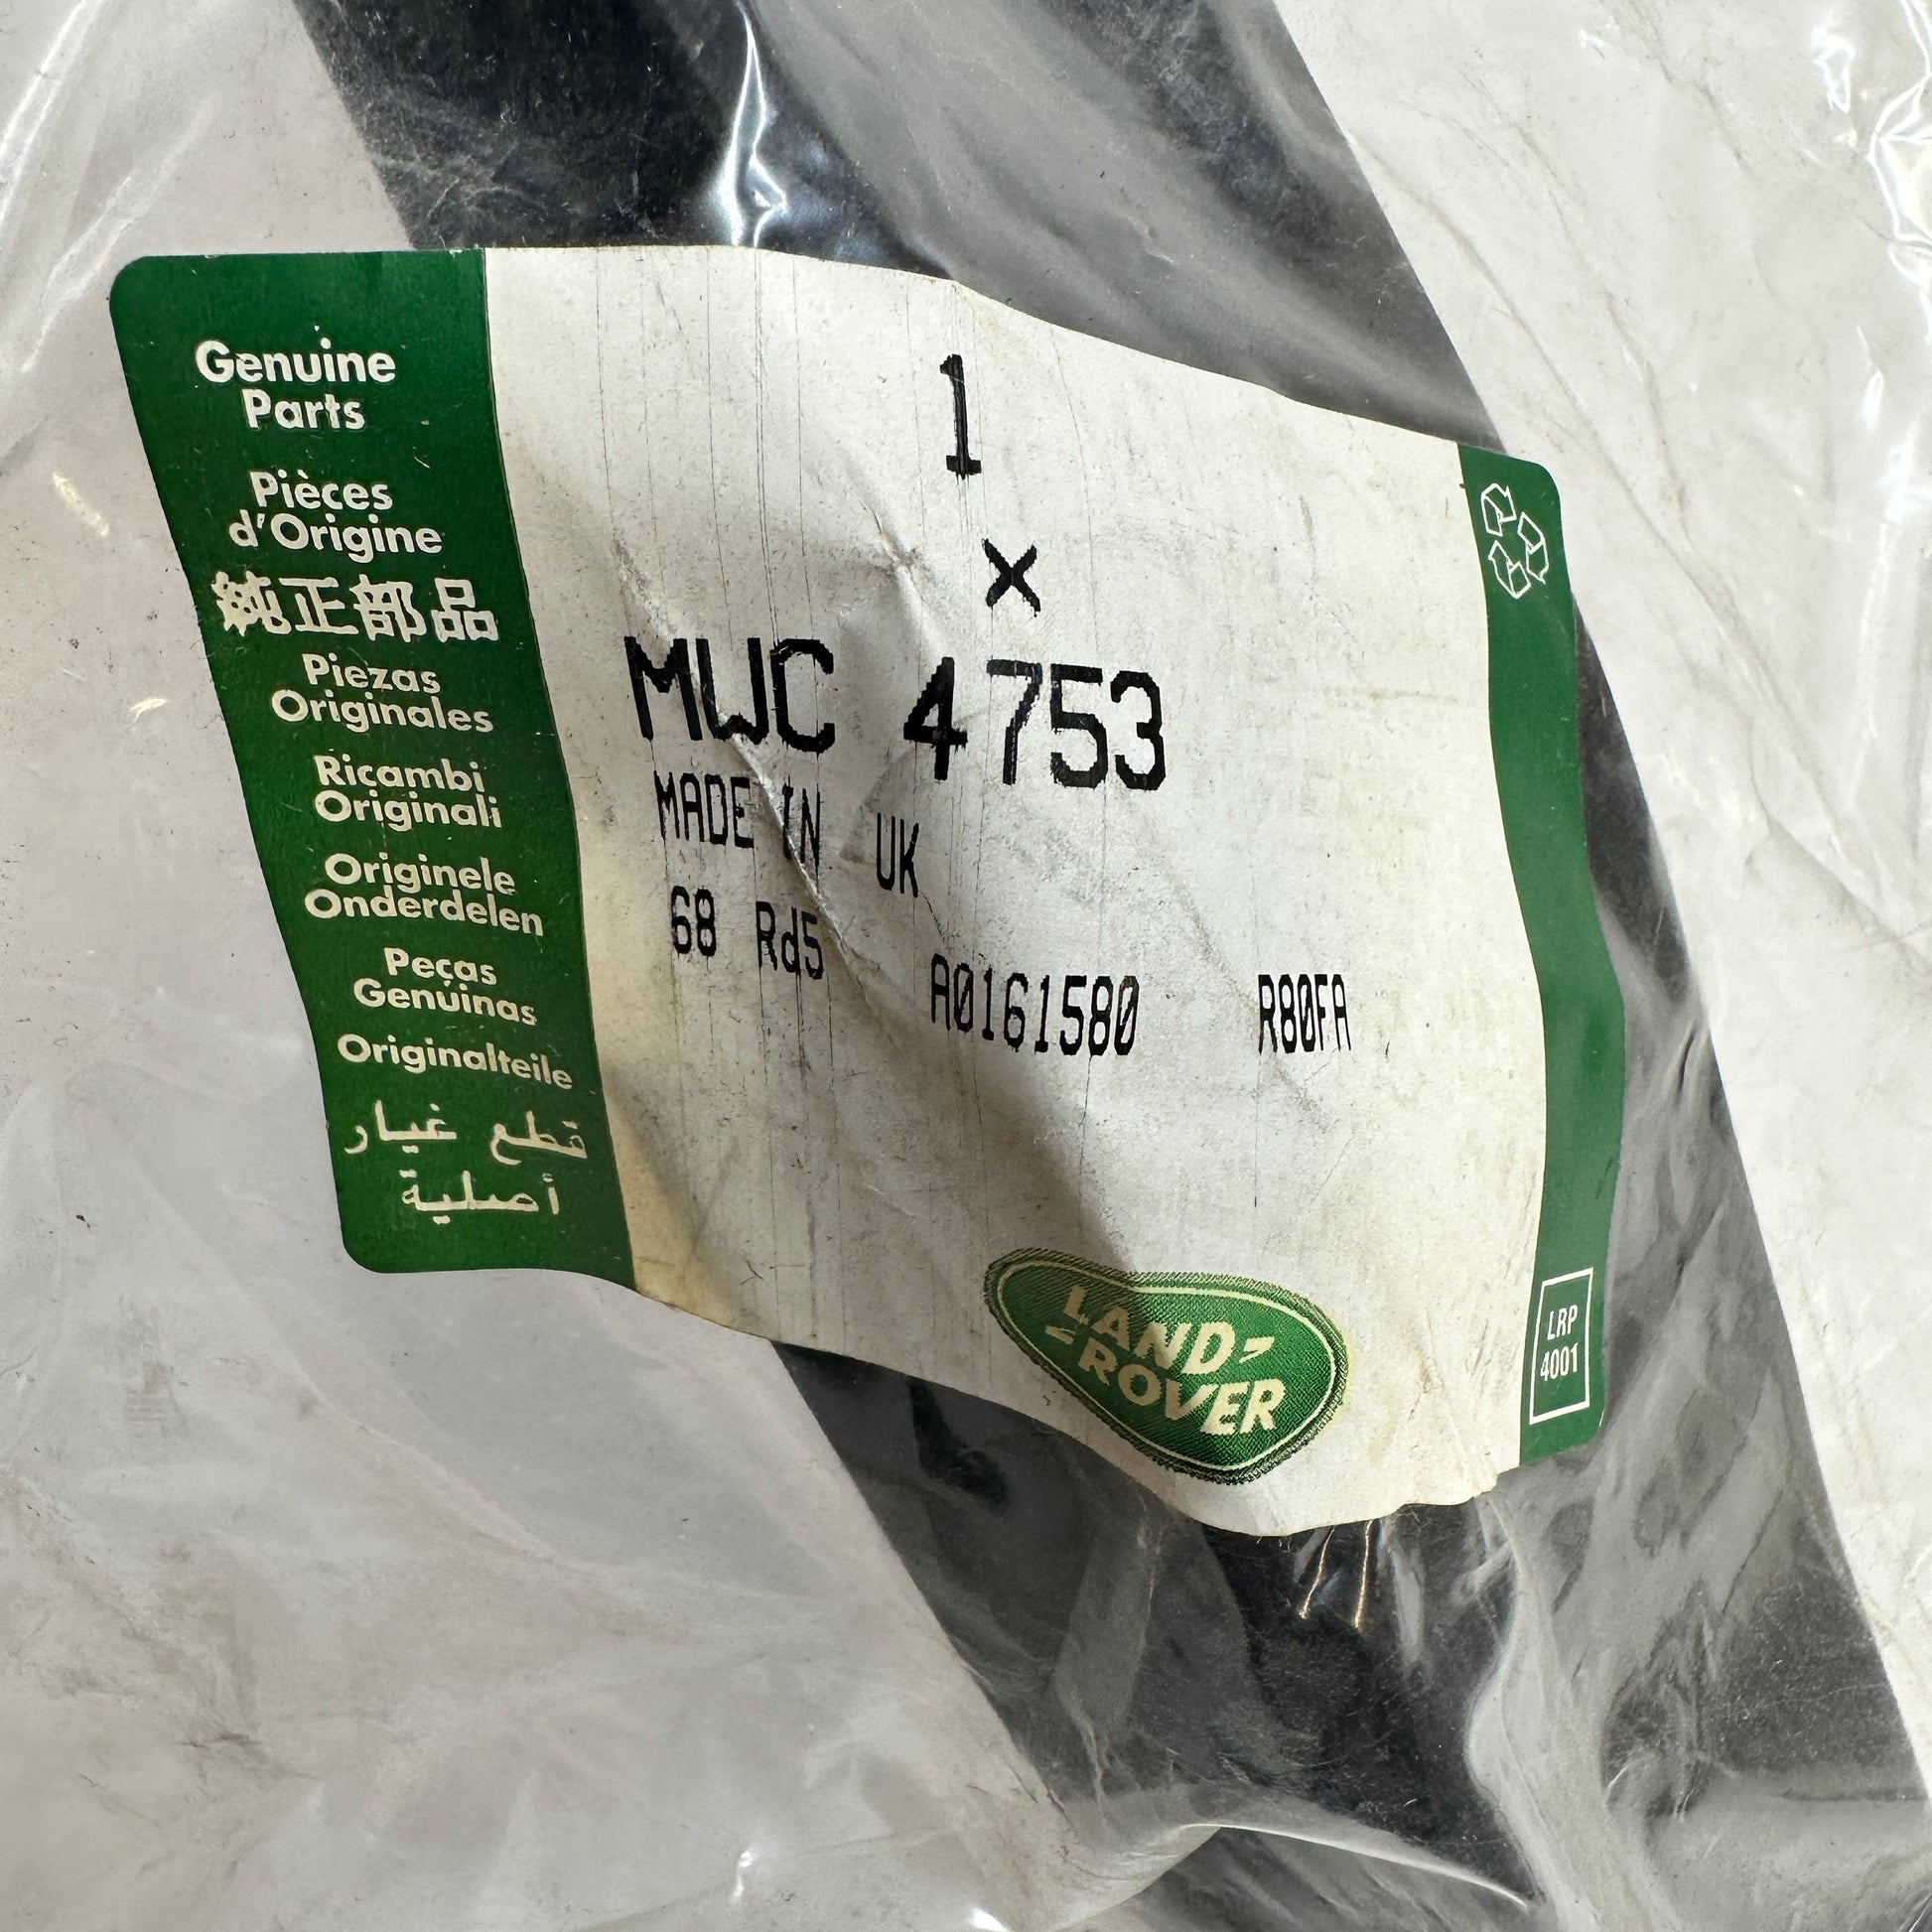 Genuine
Parts
Pièces
d'Origine
純正部品
Piezas
Originales
Ricambi
Originali
Originele
Onderdelen
Peças
Genúinas
Originalteile
قطع غيار
أصلية
1
x
MWC 4753
MADE IN UK
68 Rd5 A0161580 R80FA
LAND-
-ROVER
LRP
4001